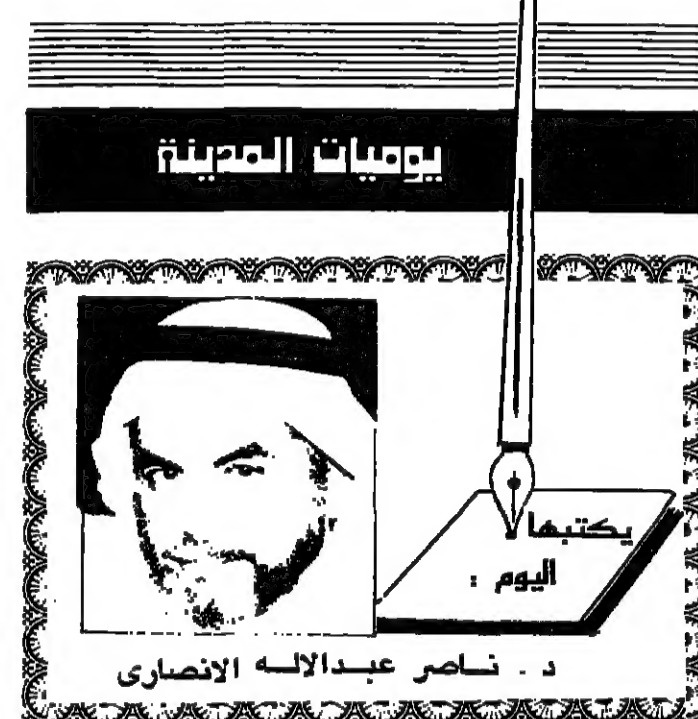 يوميات المدينة
يكتبها
اليوم :
د . ناصر عبدالاله الانصارى